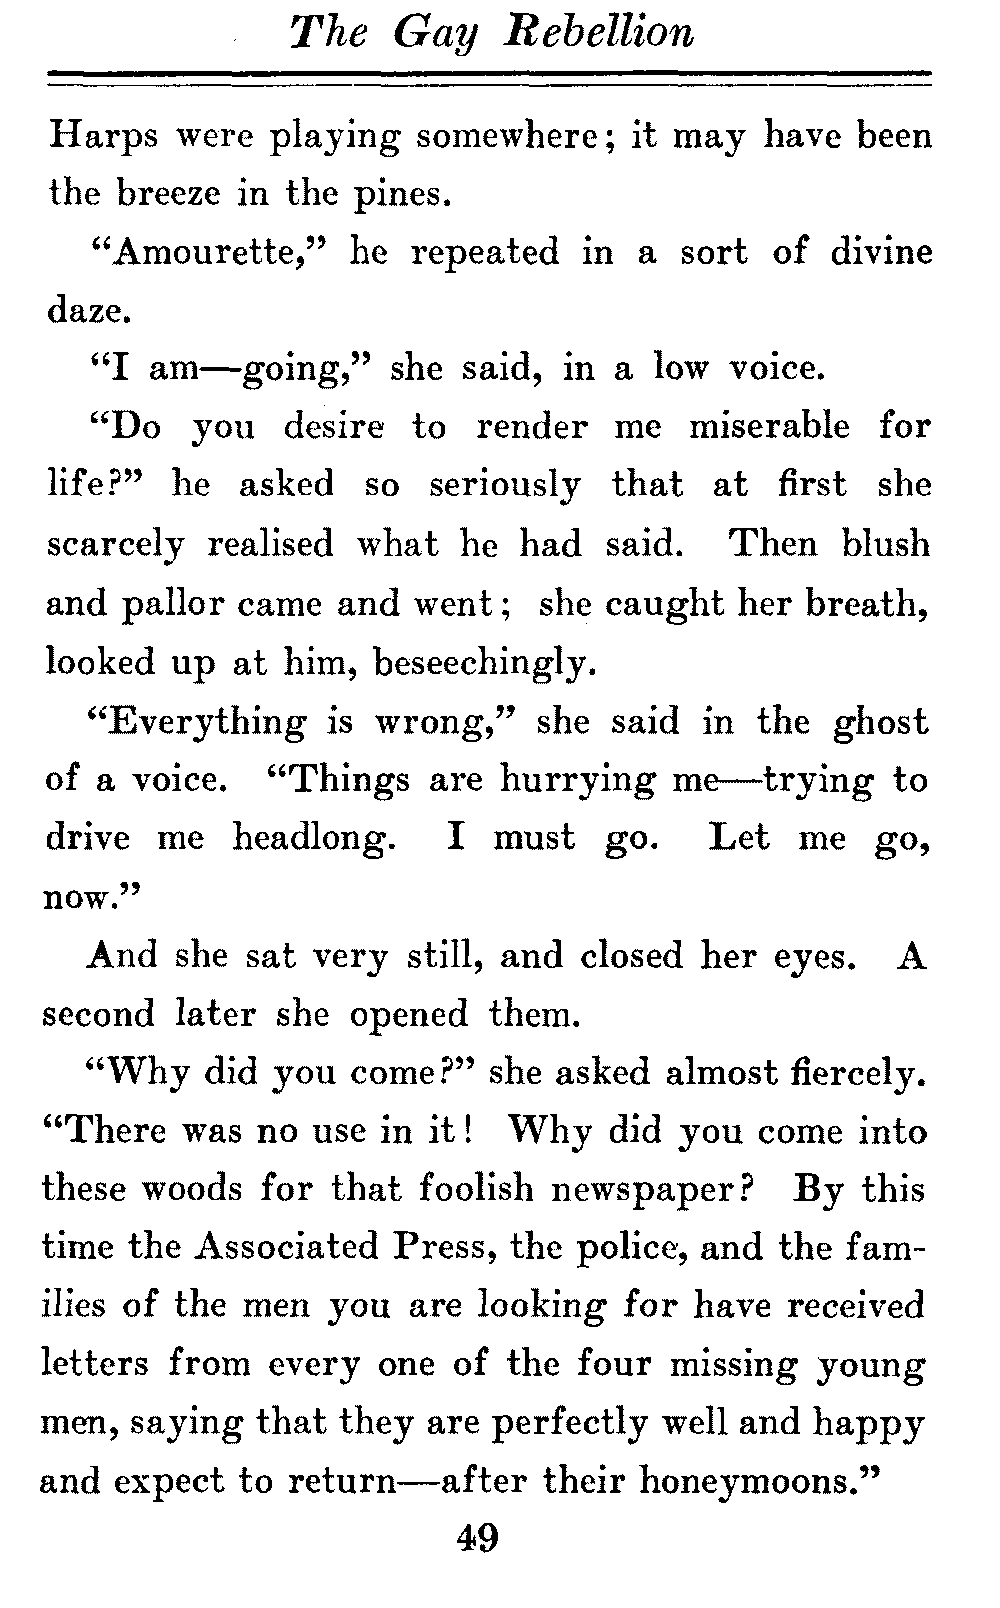 The Gay Rebellion
Harps were playing somewhere; it may have been
the breeze in the pines.
“Amourette,” he repeated in a sort of divine
daze.
“I am—going,” she said, in a low voice.
“Do you desire to render me miserable for
life?” he asked so seriously that at first she
scarcely realised what he had said. Then blush
and pallor came and went; she caught her breath,
looked up at him, beseechingly.
“Everything is wrong,” she said in the ghost
of a voice. “Things are hurrying me—trying to
drive me headlong. I must go. Let me go,
now.”
And she sat very still, and closed her eyes. A
second later she opened them.
“Why did you come?” she asked almost fiercely.
“There was no use in it! Why did you come into
these woods for that foolish newspaper? By this
time the Associated Press, the police, and the fam-
ilies of the men you are looking for have received
letters from every one of the four missing young
men, saying that they are perfectly well and happy
and expect to return—after their honeymoons.”
49